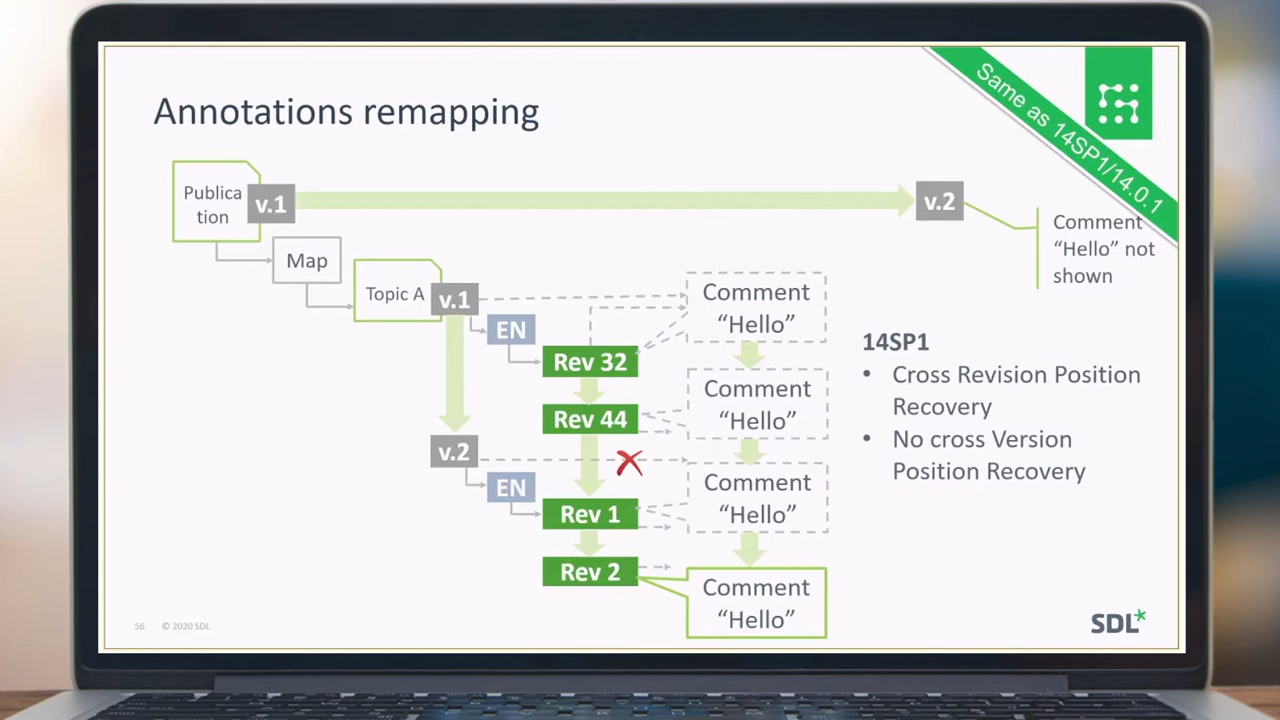 Annotations remapping
Same as 14SP1/14.0.1
Publica
tion
v.1
v.2
Comment
“Hello” not
shown
Map
Topic A
v.1
EN
Rev 32
Rev 44
v.2
EN
Rev 1
Rev 2
Comment
“Hello”
Comment
“Hello”
Comment
“Hello”
Comment
“Hello”
14SP1
• Cross Revision Position
Recovery
• No cross Version
Position Recovery
56 © 2020 SDL
SDL*